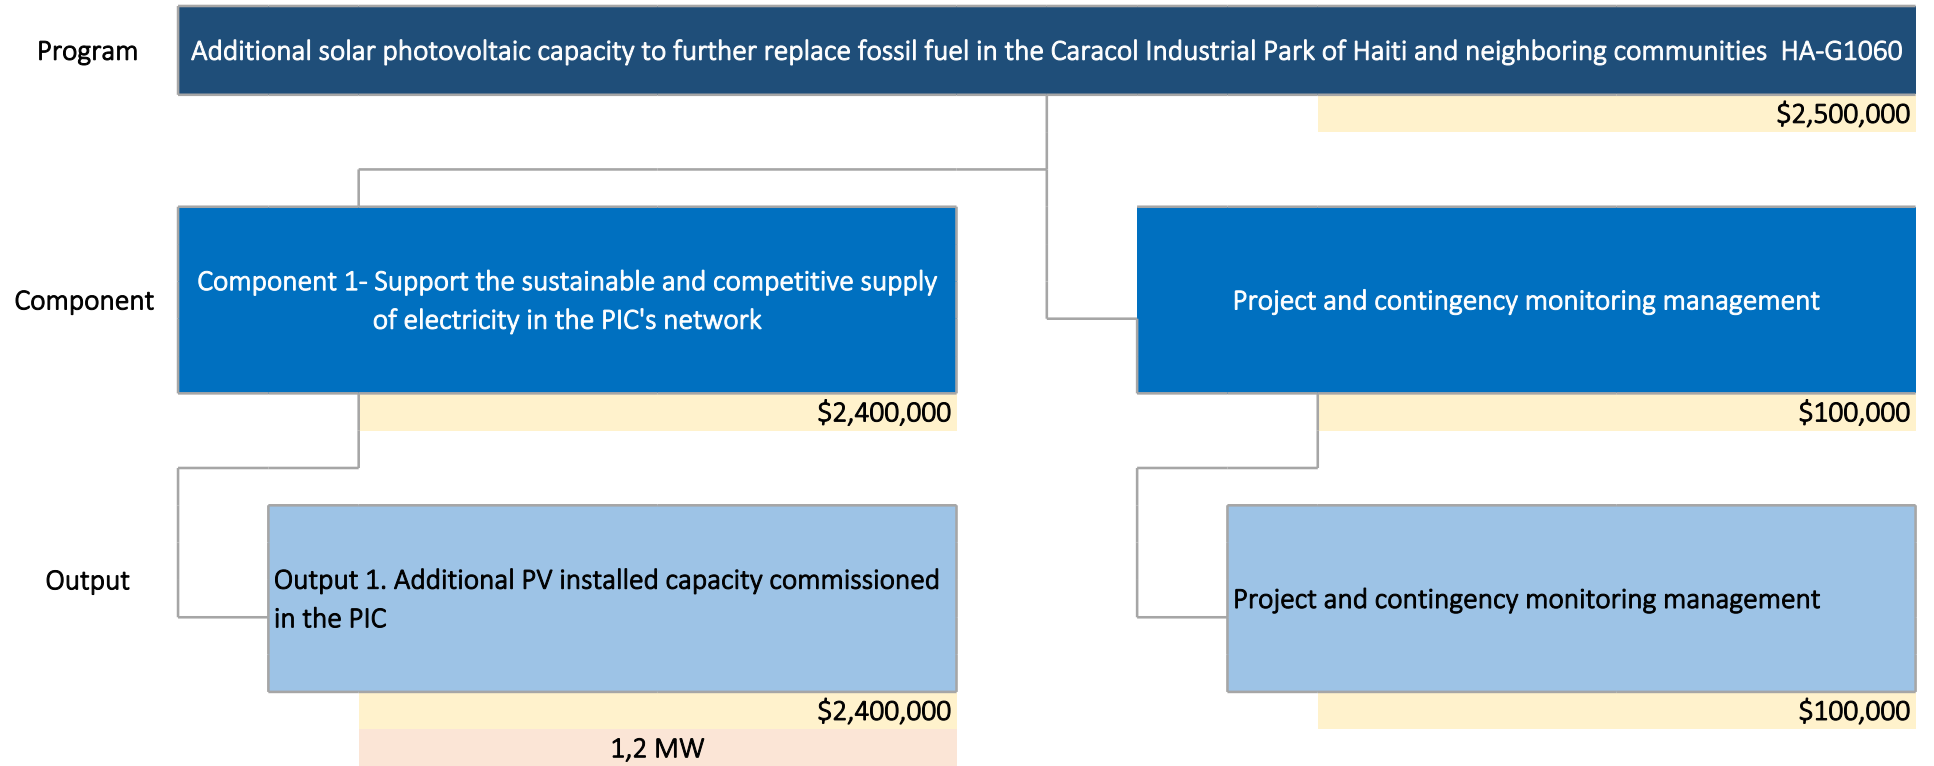 Program
Additional solar photovoltaic capacity to further replace fossil fuel in the Caracol Industrial Park of Haiti and neighboring communities  HA-G1060
$2,500,000
Component
Component 1- Support the sustainable and competitive supply
of electricity in the PIC's network
Project and contingency monitoring management
$2,400,000
$100,000
Output
Output 1. Additional PV installed capacity commissioned
in the PIC
Project and contingency monitoring management
$2,400,000
$100,000
1,2 MW